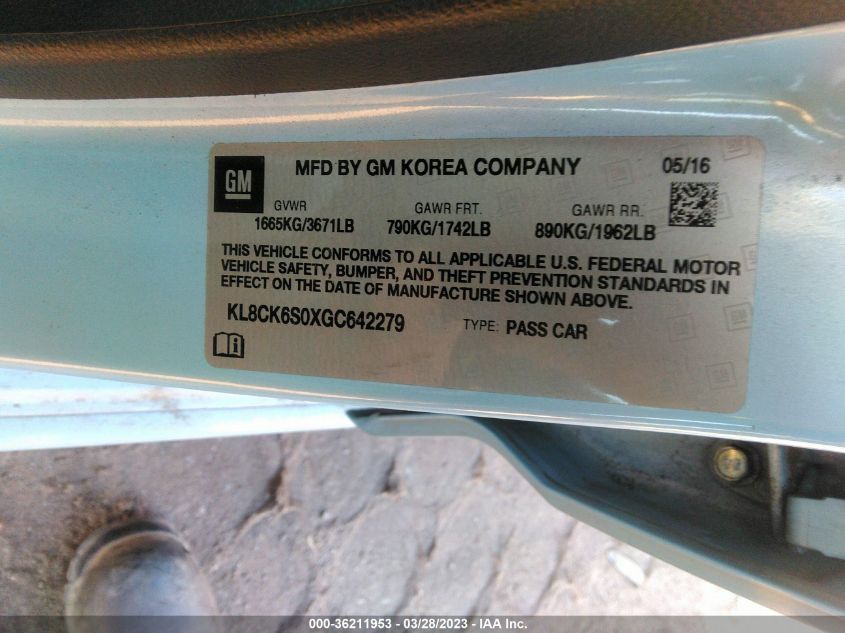 GM
MFD BY GM KOREA COMPANY 05/16
GVWR GAWR FRT. GAWR RR.
1665KG/3671LB 790KG/1742LB 890KG/1962LB
THIS VEHICLE CONFORMS TO ALL APPLICABLE U.S. FEDERAL MOTOR
VEHICLE SAFETY, BUMPER, AND THEFT PREVENTION STANDARDS IN
EFFECT ON THE DATE OF MANUFACTURE SHOWN ABOVE.
KL8CK6S0XGC642279 TYPE: PASS CAR
000-36211953 / 03/28/2023 / IAA Inc.